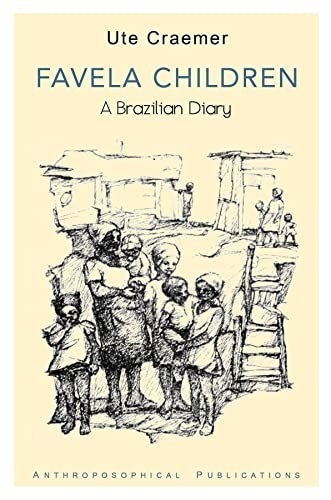 Ute Craemer
FAVELA CHILDREN
A Brazilian Diary
ANTHROPOSOPHICAL PUBLICATIONS